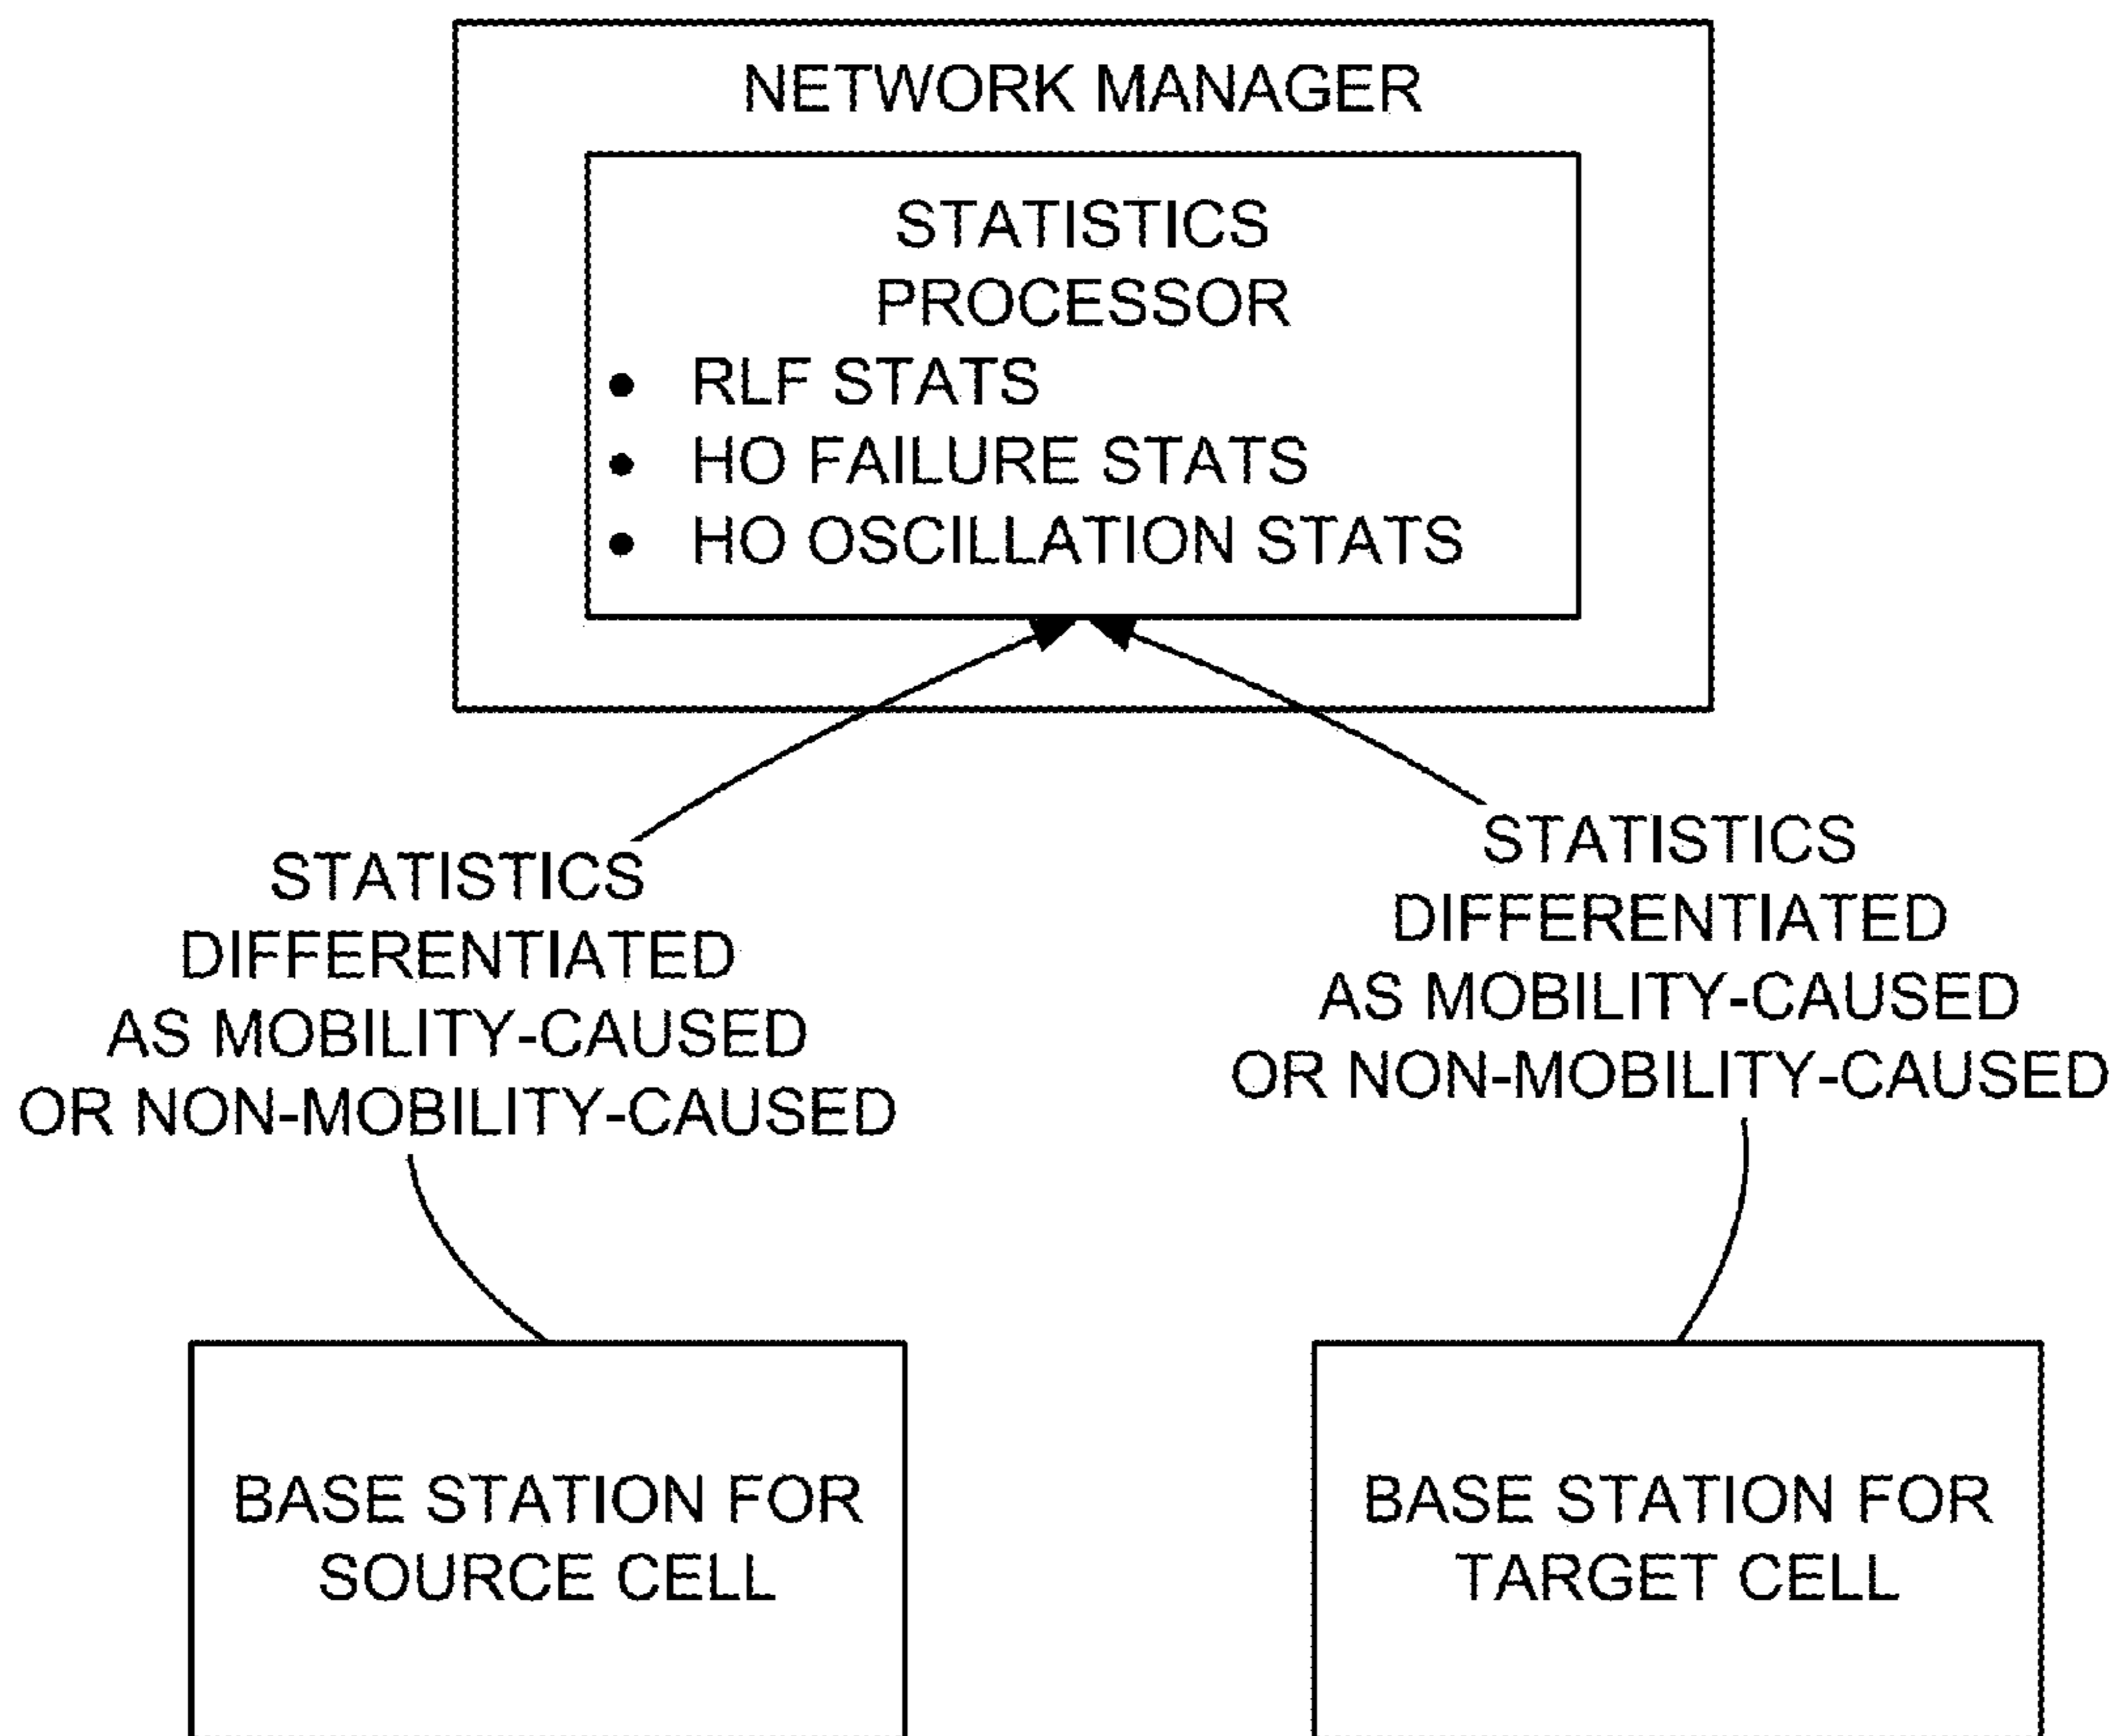 NETWORK MANAGER
STATISTICS
PROCESSOR
• RLF STATS
• HO FAILURE STATS
• HO OSCILLATION STATS
STATISTICS
DIFFERENTIATED
AS MOBILITY-CAUSED
OR NON-MOBILITY-CAUSED
STATISTICS
DIFFERENTIATED
AS MOBILITY-CAUSED
OR NON-MOBILITY-CAUSED
BASE STATION FOR
SOURCE CELL
BASE STATION FOR
TARGET CELL